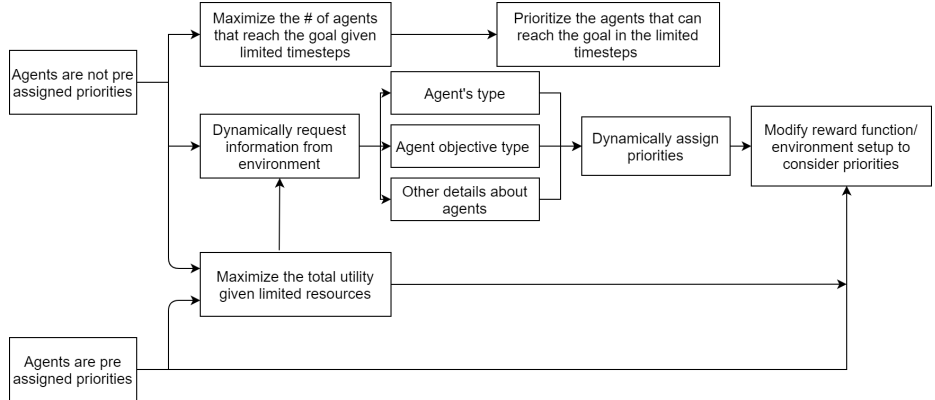 Maximize the # of agents
that reach the goal given
limited timesteps
Prioritize the agents that can
reach the goal in the limited
timesteps
Agents are not pre
assigned priorities
Agent's type
Dynamically request
information from
environment
Agent objective type
Other details about
agents
Dynamically assign
priorities
Modify reward function/
environment setup to
consider priorities
Maximize the total utility
given limited resources
Agents are pre
assigned priorities